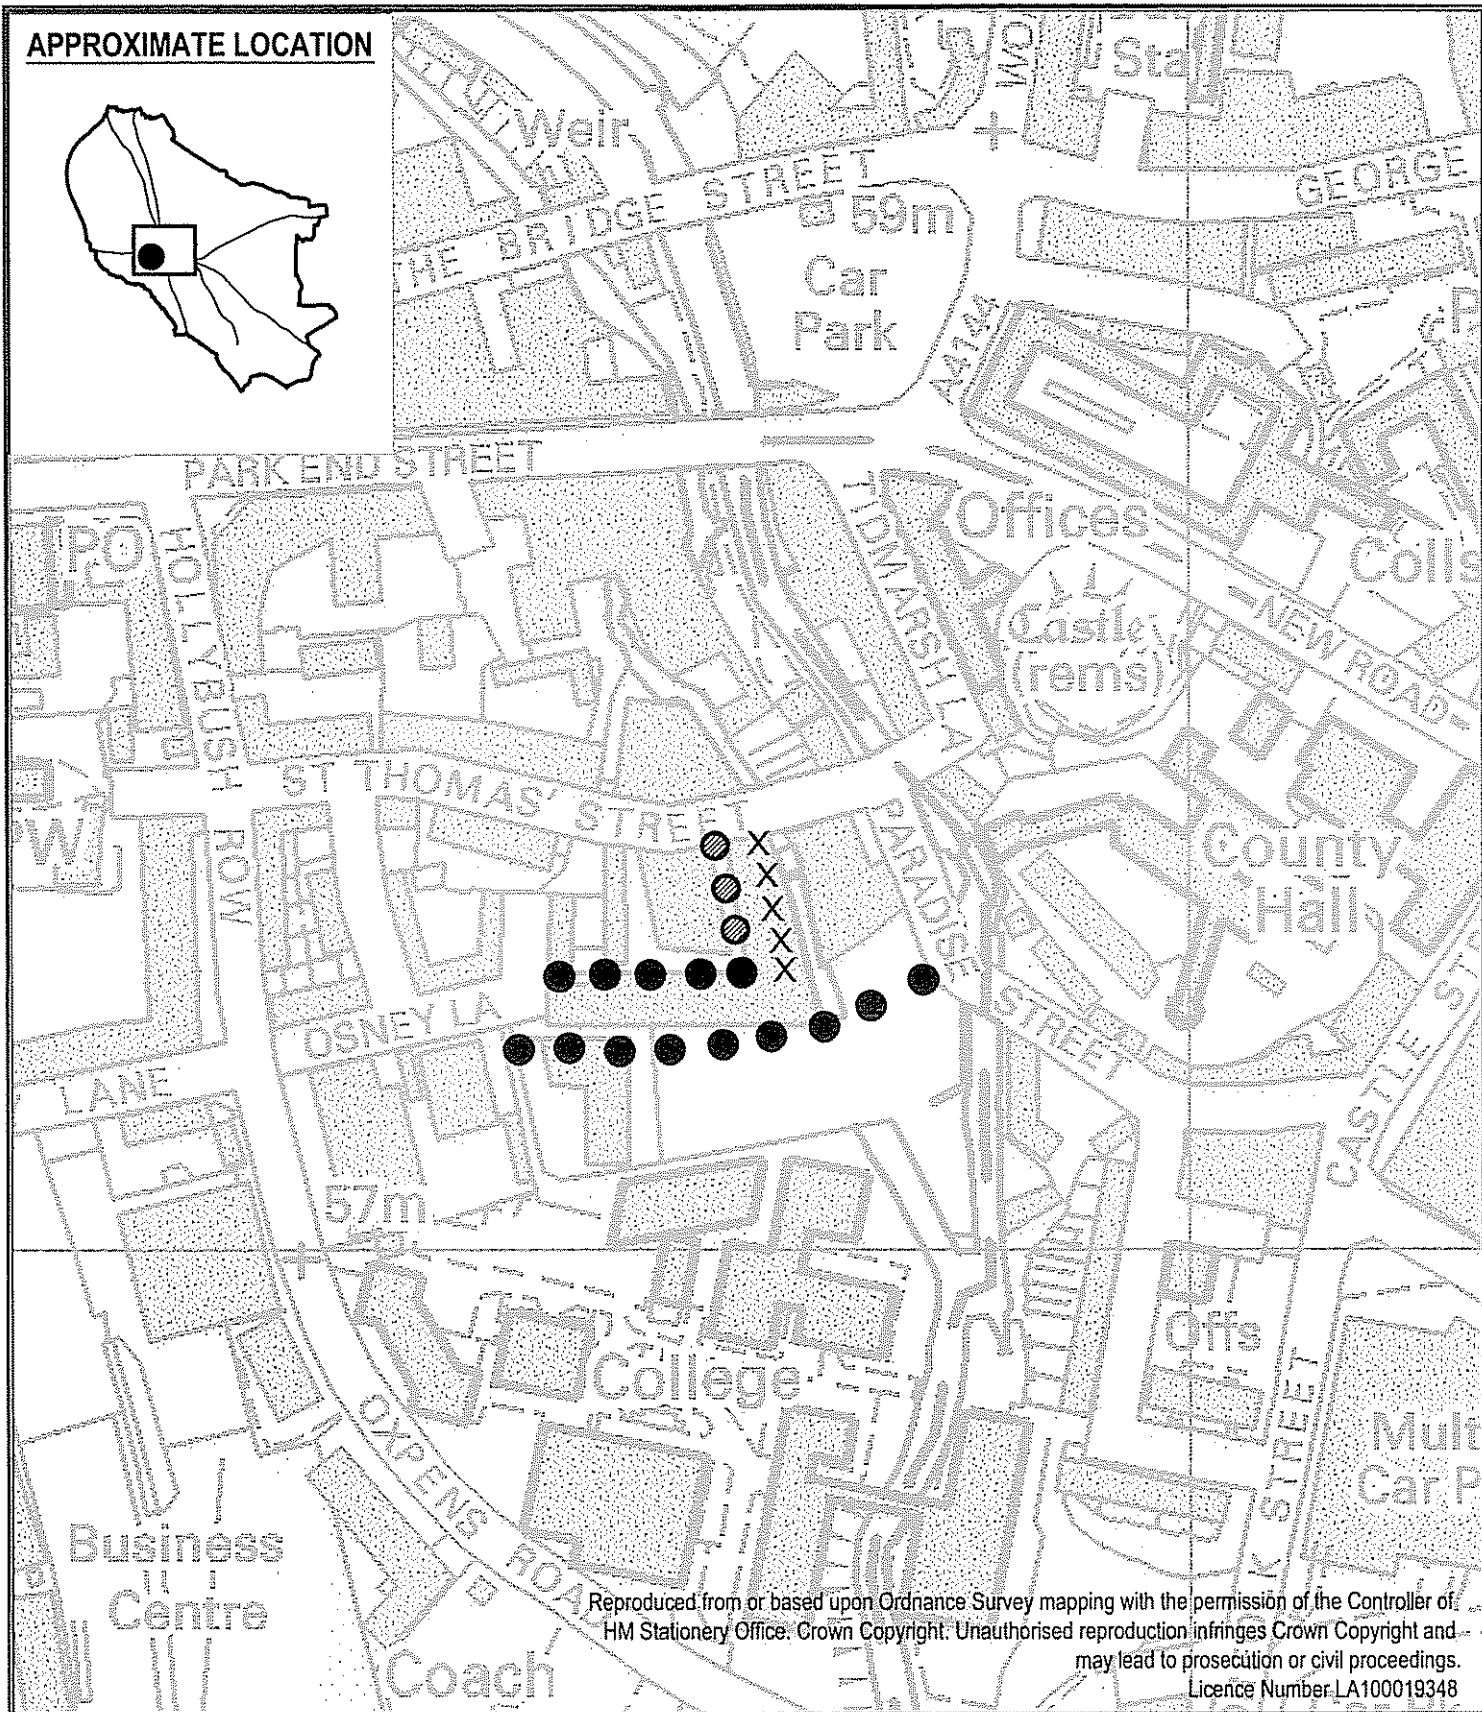 APPROXIMATE LOCATION
Weir
Sta
GEORGE
THE BRIDGE STREET
59m
Car
Park
A4144
PARK END STREET
PO
HOLLYBUSH
ROW
TIDMARSH LA
Offices
Colls
Castle
(rems)
NEW ROAD
ST THOMAS' STREET
PARADISE
STREET
County
Hall
X
X
X
X
X
OSNEY LA
LANE
CASTLE ST
57m
College
Offs
OXPENS ROAD
STREET
Mult
Car P
Business
Centre
Coach
Reproduced from or based upon Ordnance Survey mapping with the permission of the Controller of
HM Stationery Office. Crown Copyright. Unauthorised reproduction infringes Crown Copyright and
may lead to prosecution or civil proceedings.
Licence Number LA100019348